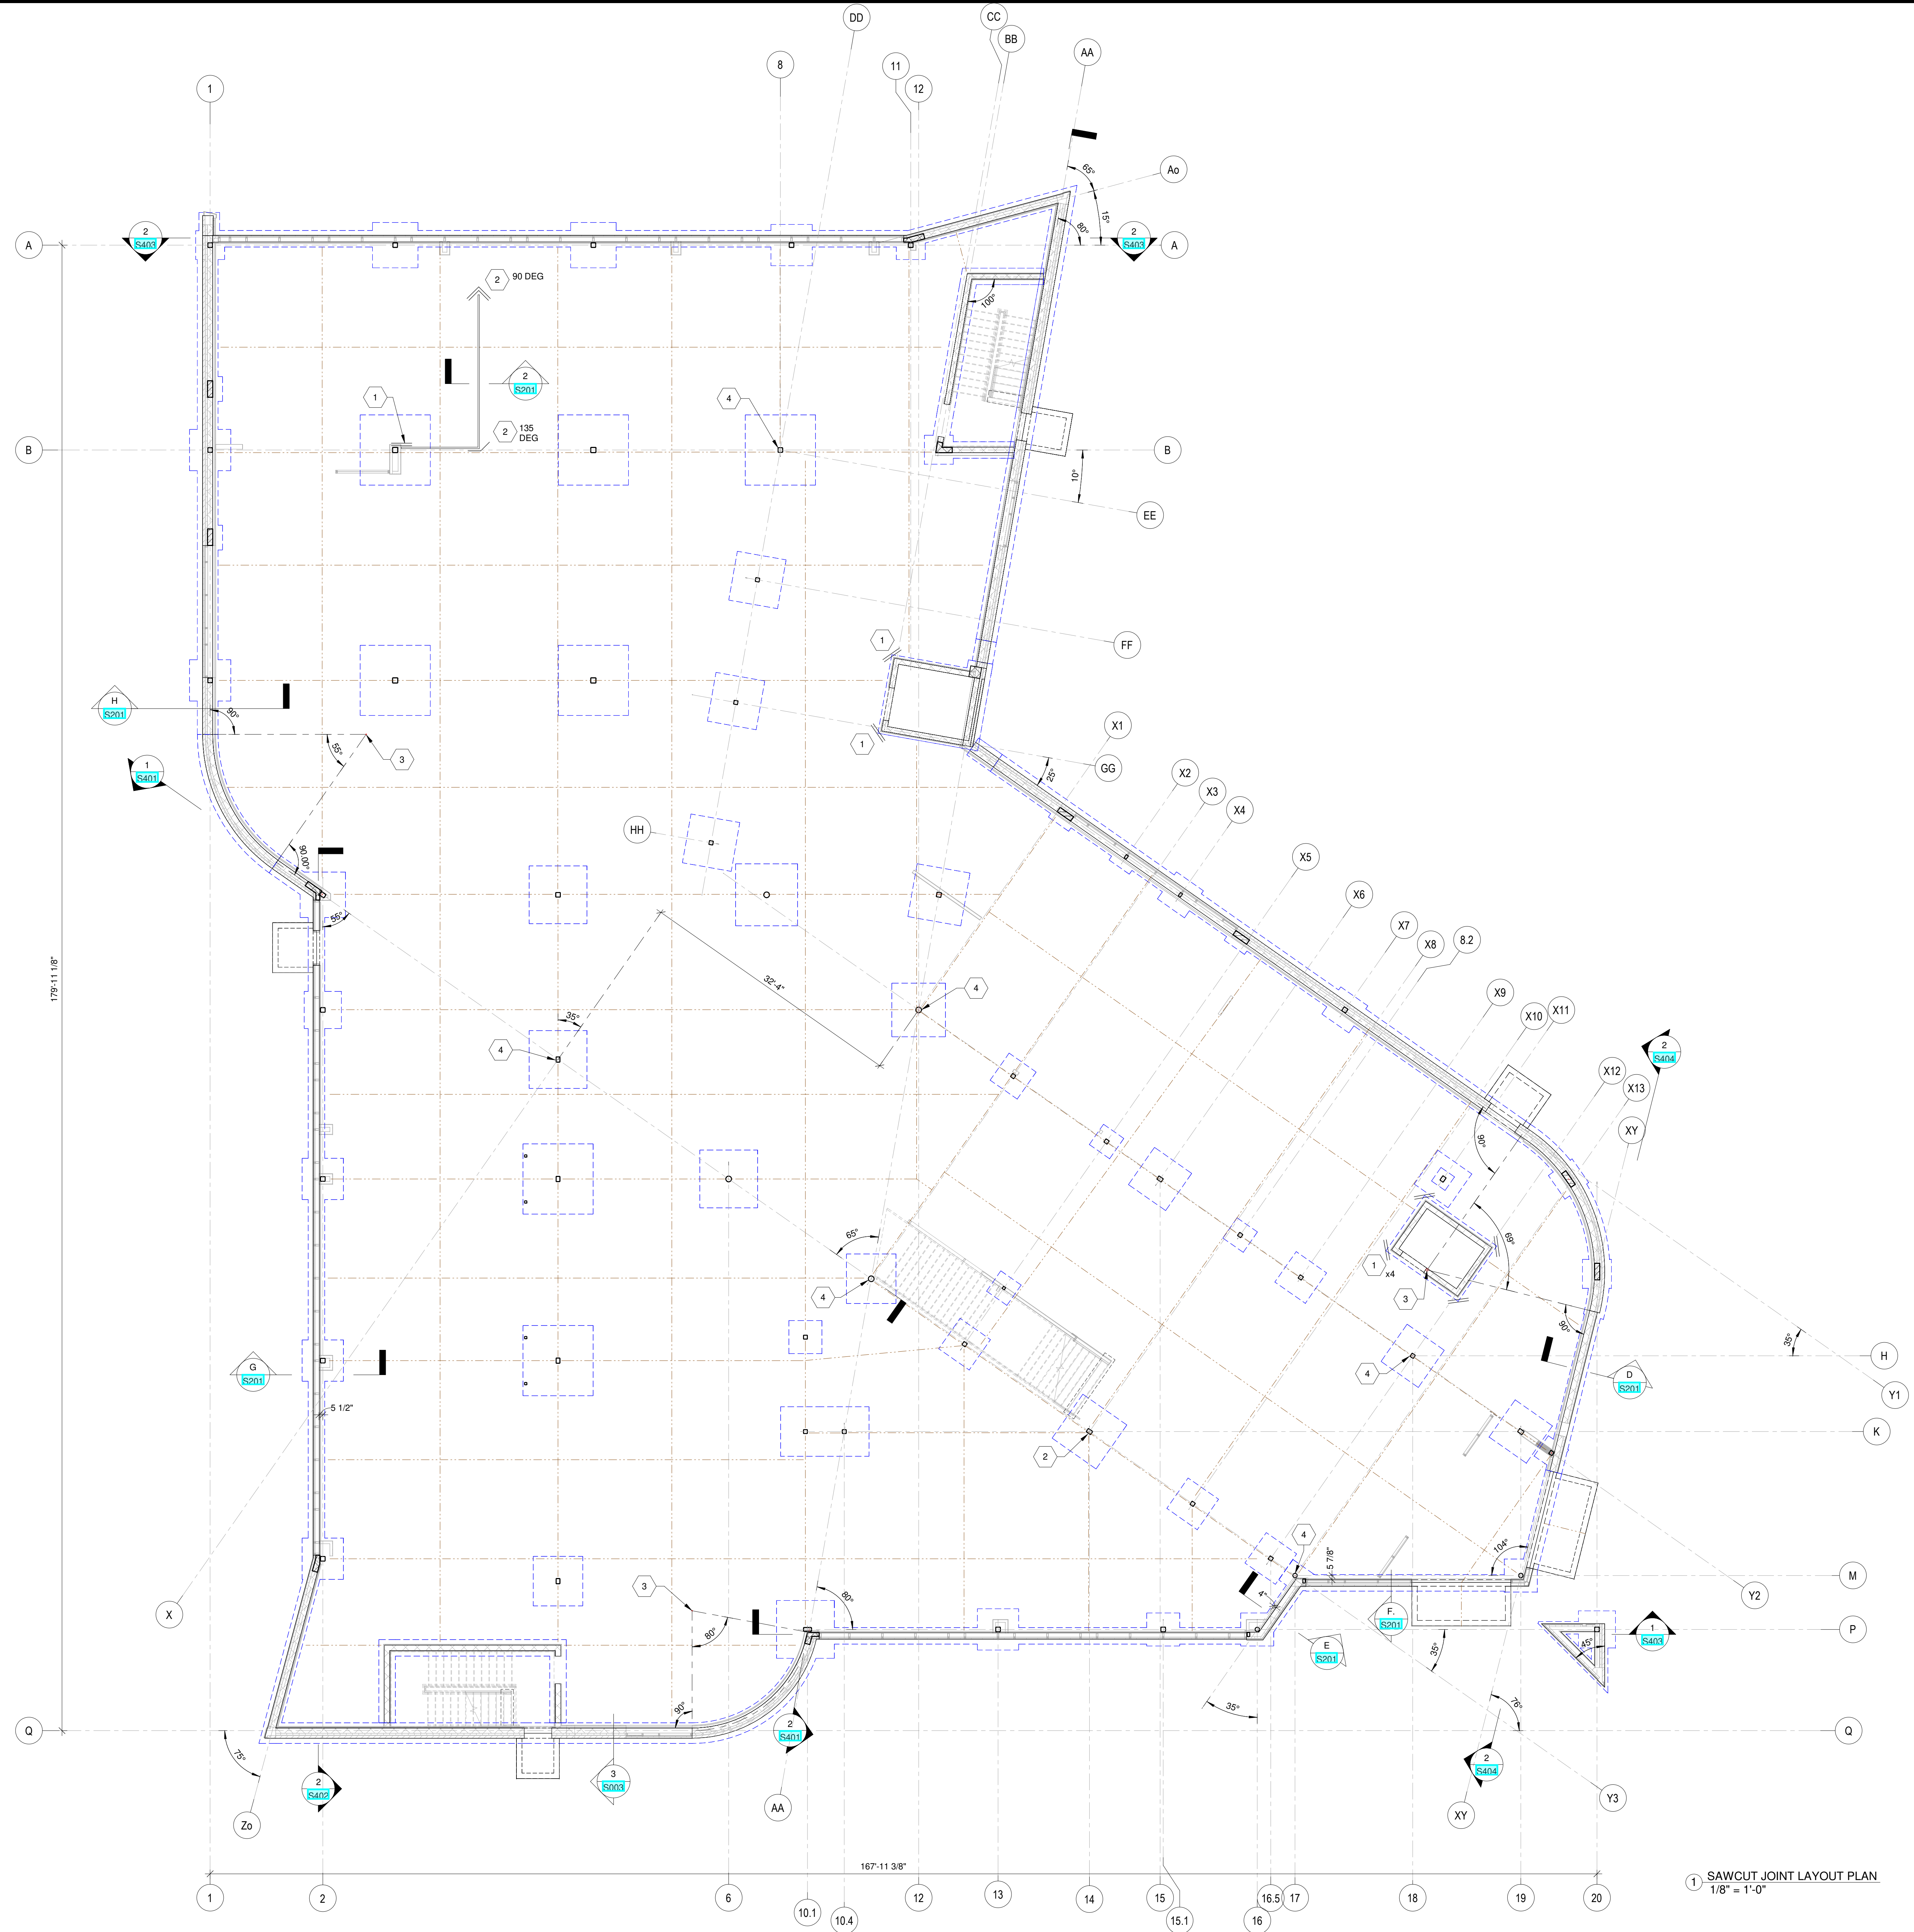 DD
CC
BB
AA
8
11
12
1
65°
Ao
15°
2
S403
A
80°
2
S403
A
2
90 DEG
100°
2
S201
1
4
2
135
DEG
B
B
10°
EE
FF
1
H
S201
90°
55°
3
1
GG
25°
X1
X2
X3
X4
1
S401
HH
90.00°
56°
X5
X6
X7
X8
8.2
X9
X10
X11
179'-11 1/8"
32'-4"
4
35°
4
2
S404
X12
X13
XY
90°
65°
69°
1
x4
3
4
90°
35°
H
4
G
S201
D
S201
Y1
5 1/2"
K
2
4
104°
5 7/8"
X
3
80°
80°
4"
M
Y2
F.
S201
E
S201
P
1
S403
45°
35°
35°
76°
Q
90°
2
S401
Q
75°
2
S402
3
S003
2
S404
Zo
AA
XY
Y3
167'-11 3/8"
1
2
6
10.1
10.4
12
13
14
15
15.1
16
16.5
17
18
19
20
1
SAWCUT JOINT LAYOUT PLAN
1/8" = 1'-0"